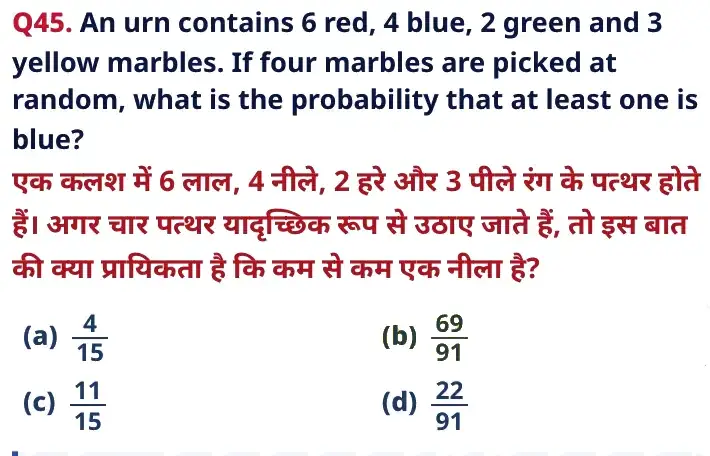 Q45. An urn contains 6 red, 4 blue, 2 green and 3
yellow marbles. If four marbles are picked at
random, what is the probability that at least one is
blue?
एक कलश में 6 लाल, 4 नीले, 2 हरे और 3 पीले रंग के पत्थर होते
हैं। अगर चार पत्थर यादृच्छिक रूप से उठाए जाते हैं, तो इस बात
की क्या प्रायिकता है कि कम से कम एक नीला है?
(a) 4/15 (b) 69/91
(c) 11/15 (d) 22/91